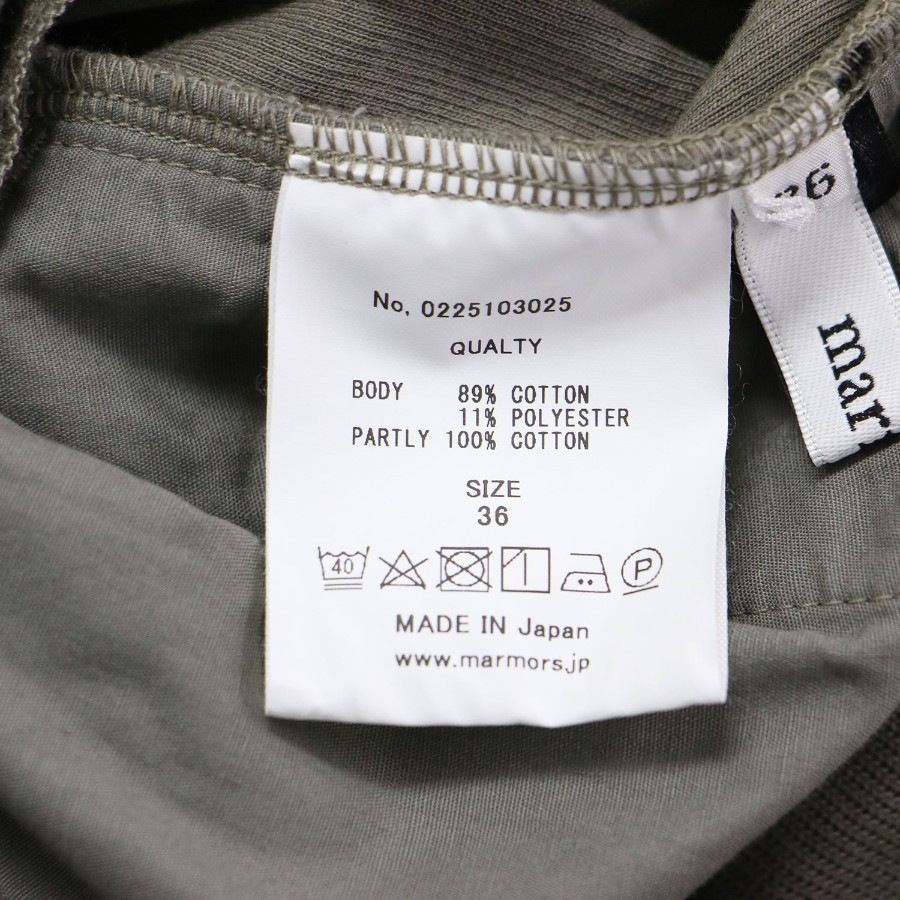 No, 0225103025
QUALTY
BODY 89% COTTON
11% POLYESTER
PARTLY 100% COTTON
SIZE
36
40 P
MADE IN Japan
www.marmors.jp
mar